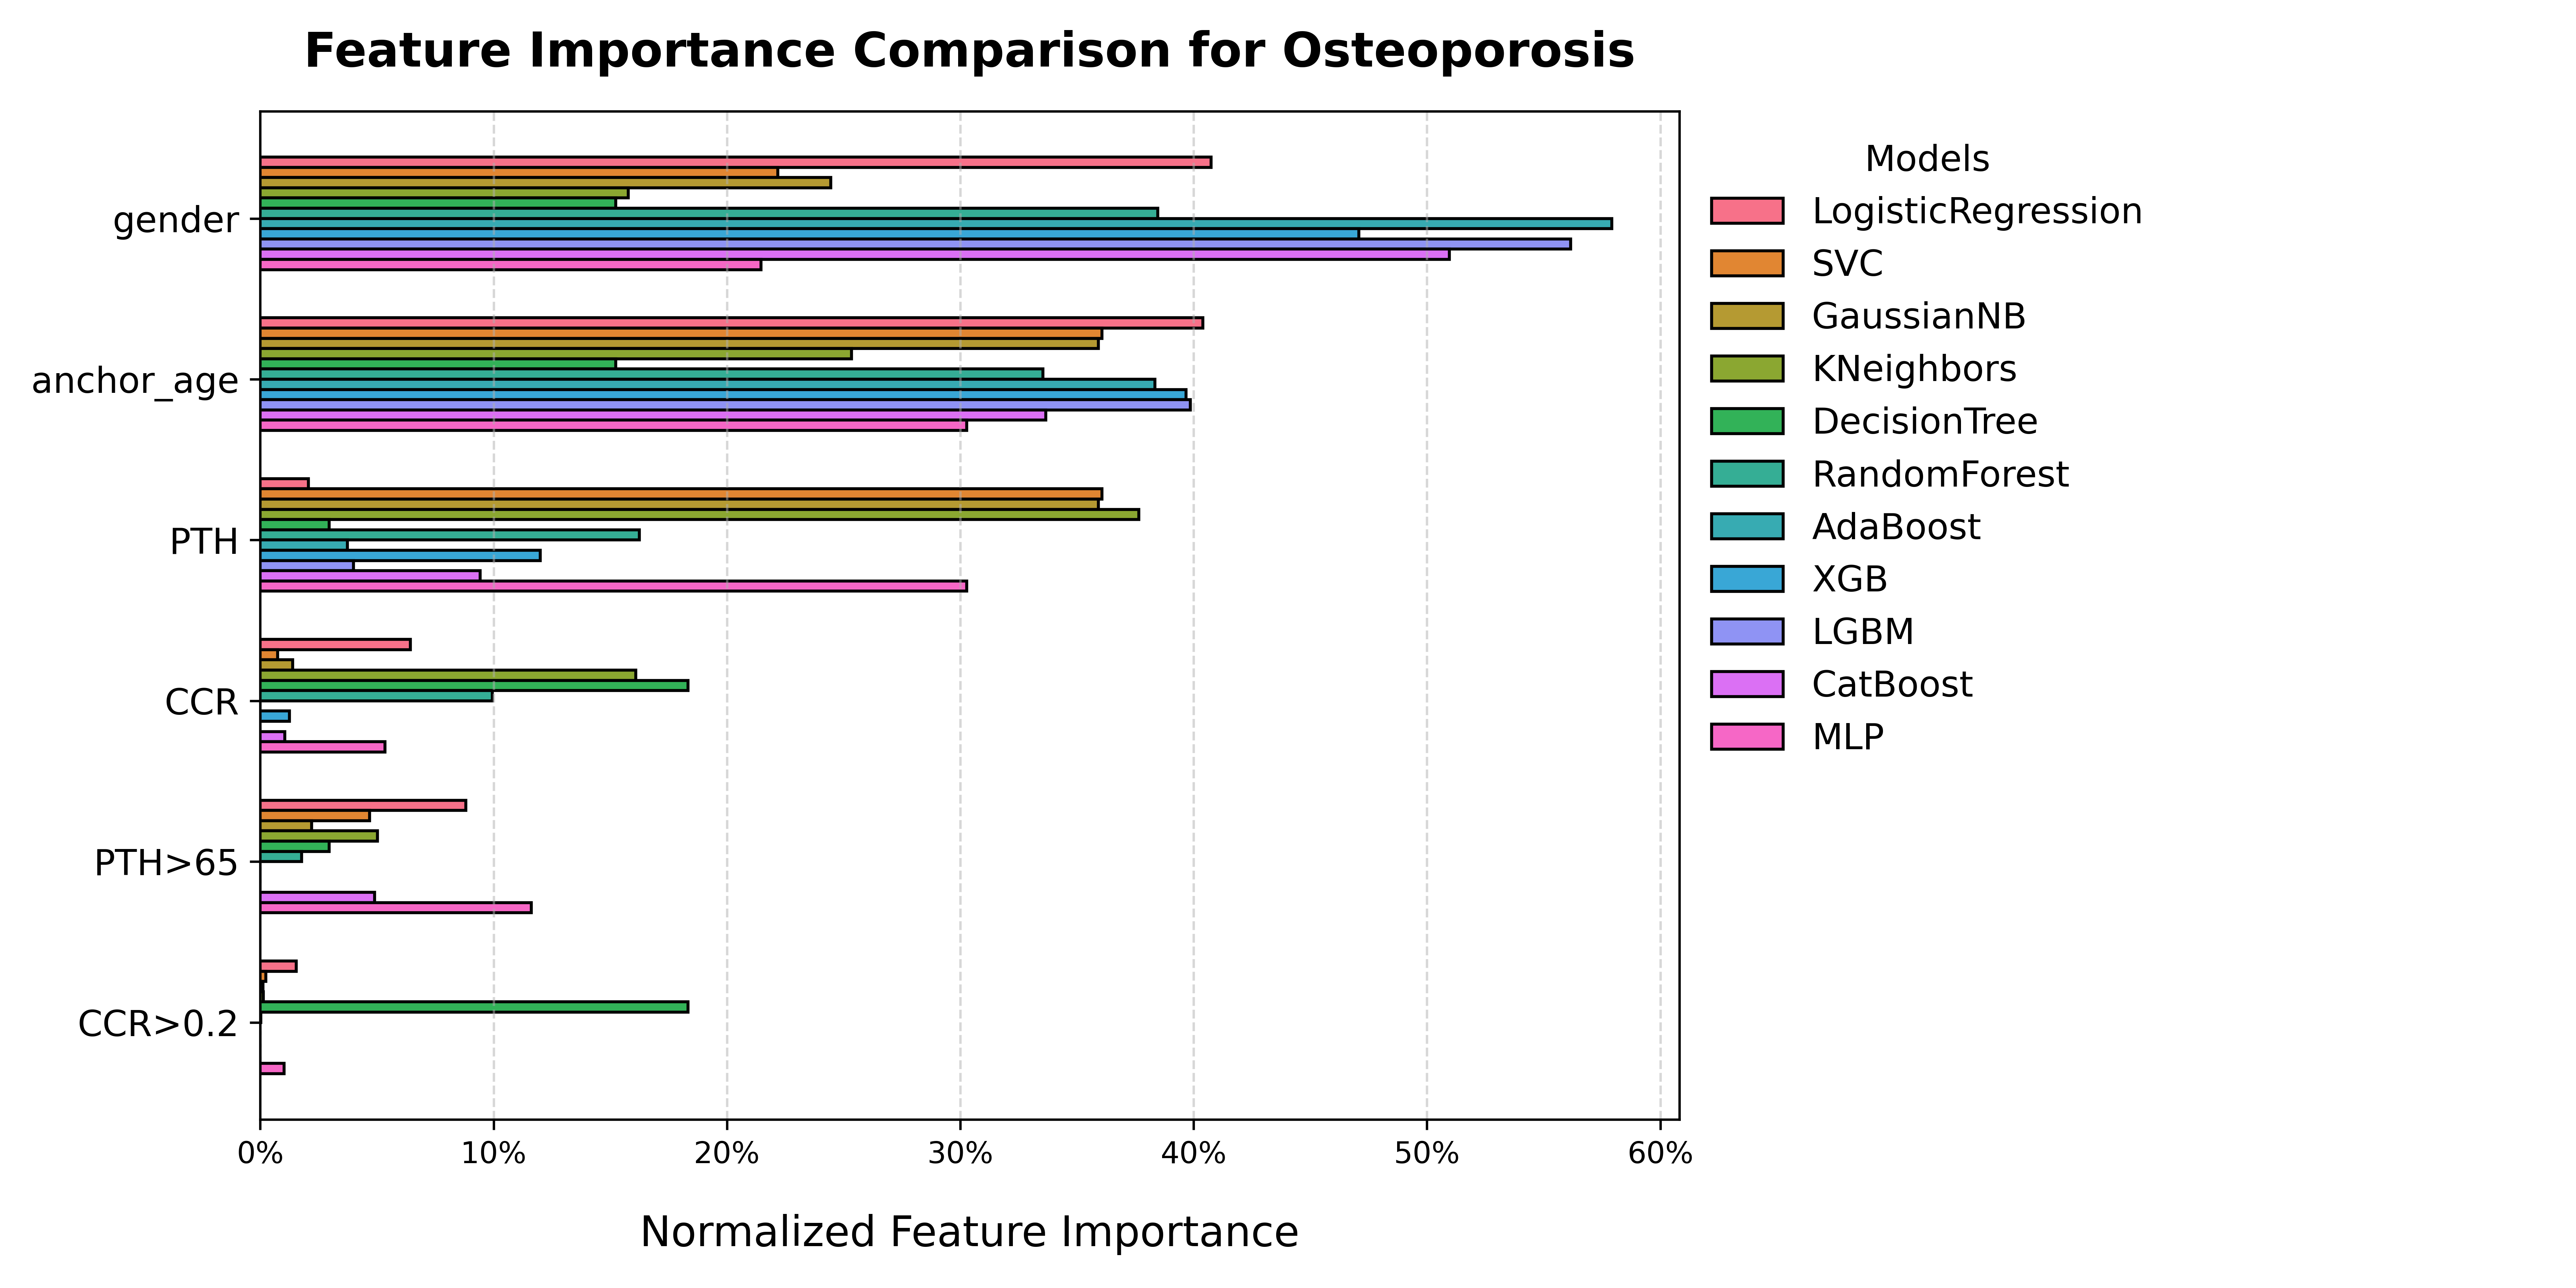 Feature Importance Comparison for Osteoporosis
gender
anchor_age
PTH
CCR
PTH>65
CCR>0.2
0% 10% 20% 30% 40% 50% 60%
Normalized Feature Importance
Models
LogisticRegression
SVC
GaussianNB
KNeighbors
DecisionTree
RandomForest
AdaBoost
XGB
LGBM
CatBoost
MLP